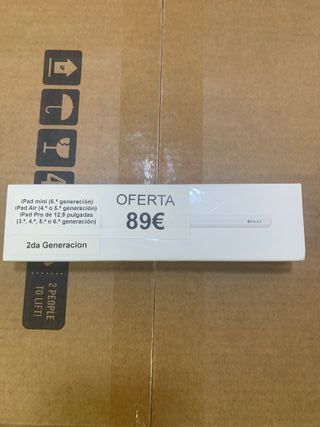 iPad mini (6.ª generación)
iPad Air (4.ª o 5.ª generación)
iPad Pro de 12,9 pulgadas
(3.ª, 4.ª, 5.ª o 6.ª generación)
2da Generacion
OFERTA
89€
2 PEOPLE
TO LIFT!